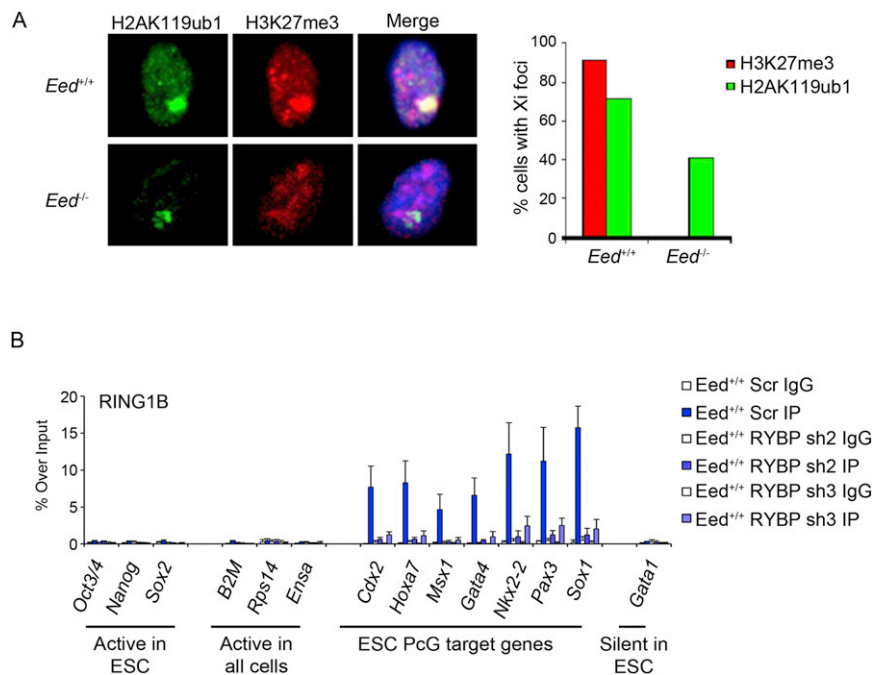 A
H2AK119ub1 H3K27me3 Merge
Eed+/+
Eed-/-
% cells with Xi foci
100
80
60
40
20
0
Eed+/+ Eed-/-
H3K27me3
H2AK119ub1
B
RING1B
% Over Input
20
15
10
5
0
Oct3/4 Nanog Sox2 B2M Rps14 Ensa Cdx2 Hoxa7 Msx1 Gata4 Nkx2-2 Pax3 Sox1 Gata1
Active in ESC
Active in all cells
ESC PcG target genes
Silent in ESC
Eed+/+ Scr IgG
Eed+/+ Scr IP
Eed+/+ RYBP sh2 IgG
Eed+/+ RYBP sh2 IP
Eed+/+ RYBP sh3 IgG
Eed+/+ RYBP sh3 IP